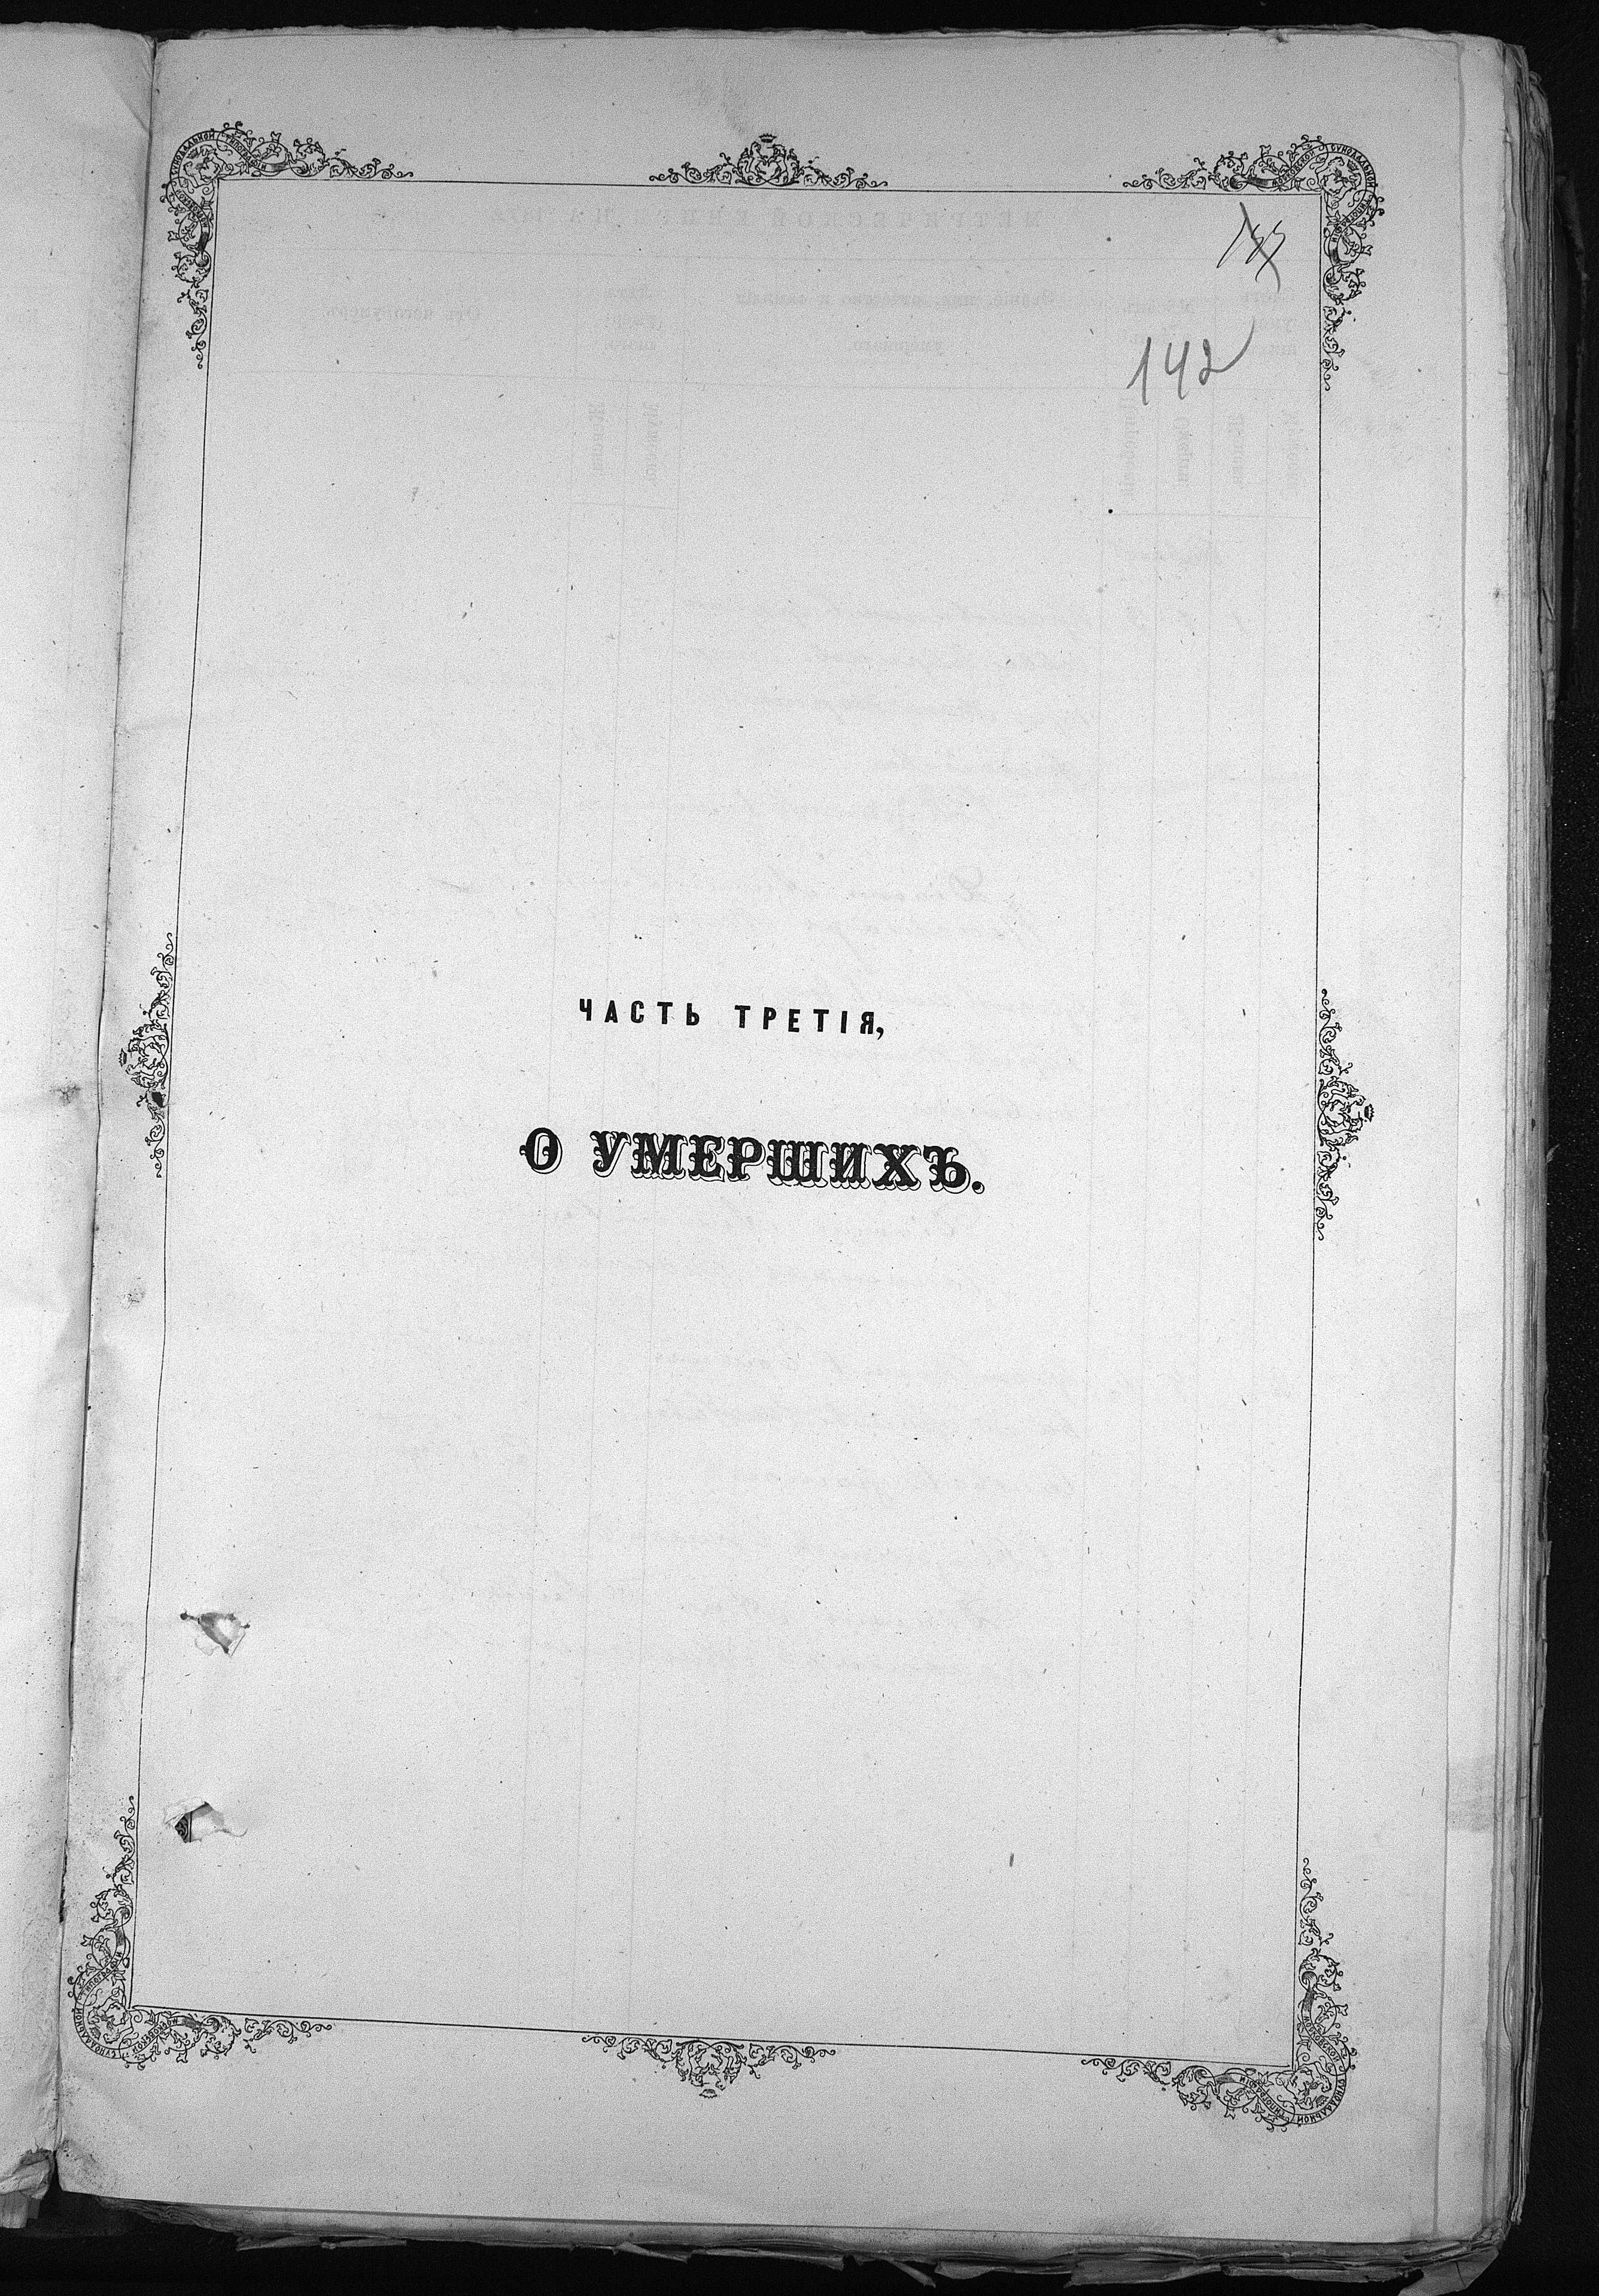 142
ЧАСТЬ ТРЕТІЯ,
О УМЕРШИХЪ.